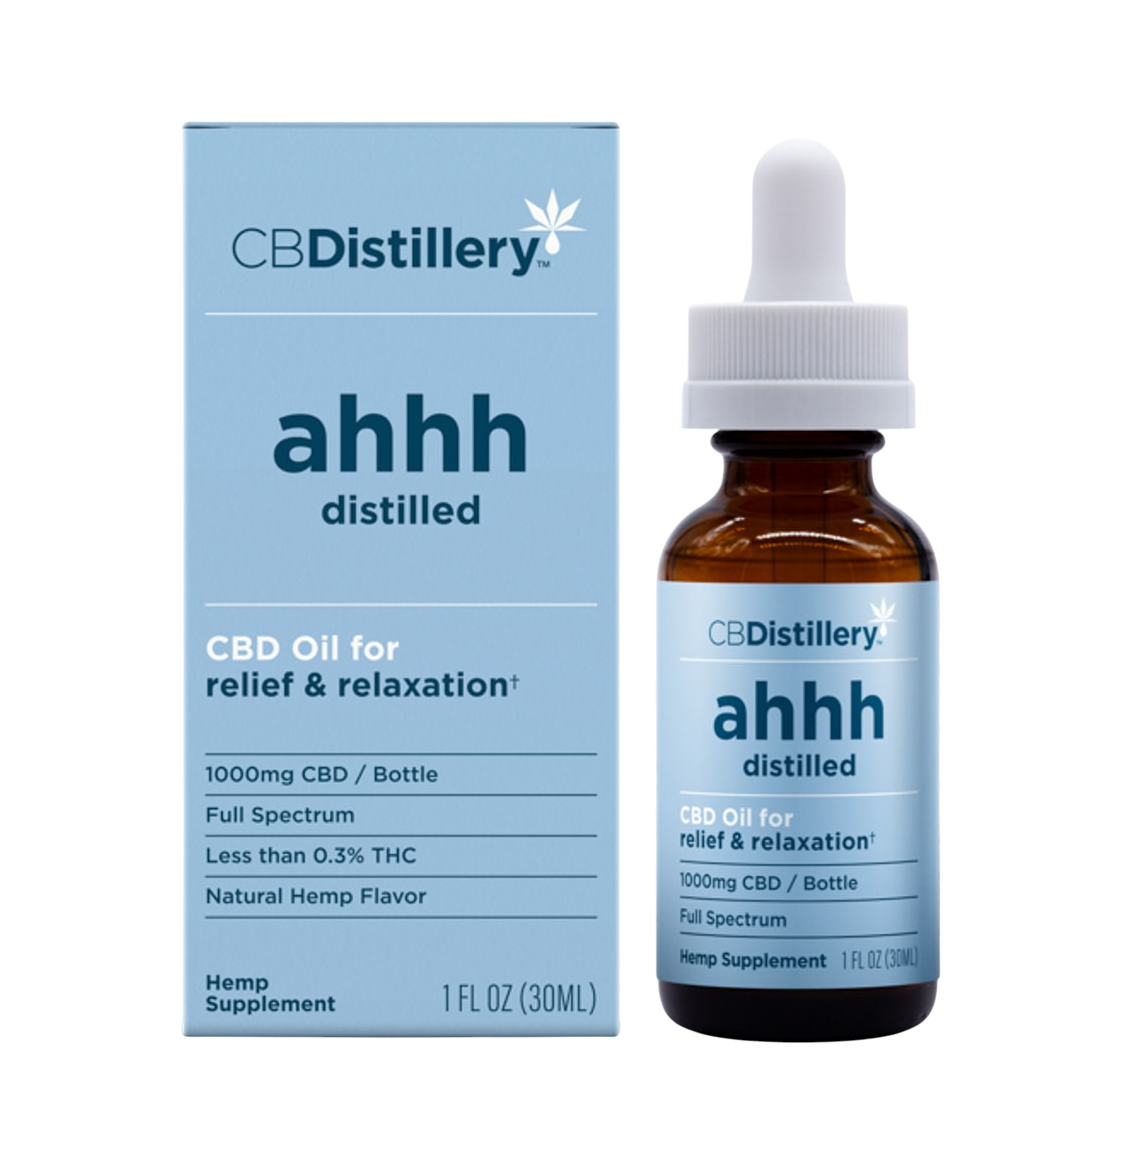 CBDistillery™
ahhh
distilled
CBD Oil for
relief & relaxation†
1000mg CBD / Bottle
Full Spectrum
Less than 0.3% THC
Natural Hemp Flavor
Hemp
Supplement
1 FL OZ (30ML)
CBDistillery™
ahhh
distilled
CBD Oil for
relief & relaxation†
1000mg CBD / Bottle
Full Spectrum
Hemp Supplement 1 FL OZ (30ML)